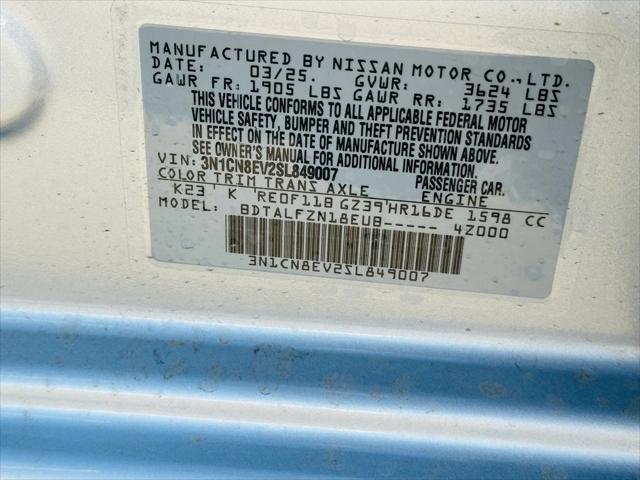 MANUFACTURED BY NISSAN MOTOR CO., LTD.
DATE: 03/25. GVWR: 3624 LBS
GAWR FR: 1905 LBS GAWR RR: 1735 LBS
THIS VEHICLE CONFORMS TO ALL APPLICABLE FEDERAL MOTOR
VEHICLE SAFETY, BUMPER AND THEFT PREVENTION STANDARDS
IN EFFECT ON THE DATE OF MANUFACTURE SHOWN ABOVE.
SEE OWNER'S MANUAL FOR ADDITIONAL INFORMATION.
VIN: 3N1CN8EV2SL849007 PASSENGER CAR.
COLOR TRIM TRANS AXLE ENGINE
K23' K RE0F11B GZ39'HR16DE 1598 CC
BDTALFZN18EUB----- 4Z000
3N1CN8EV2SL849007